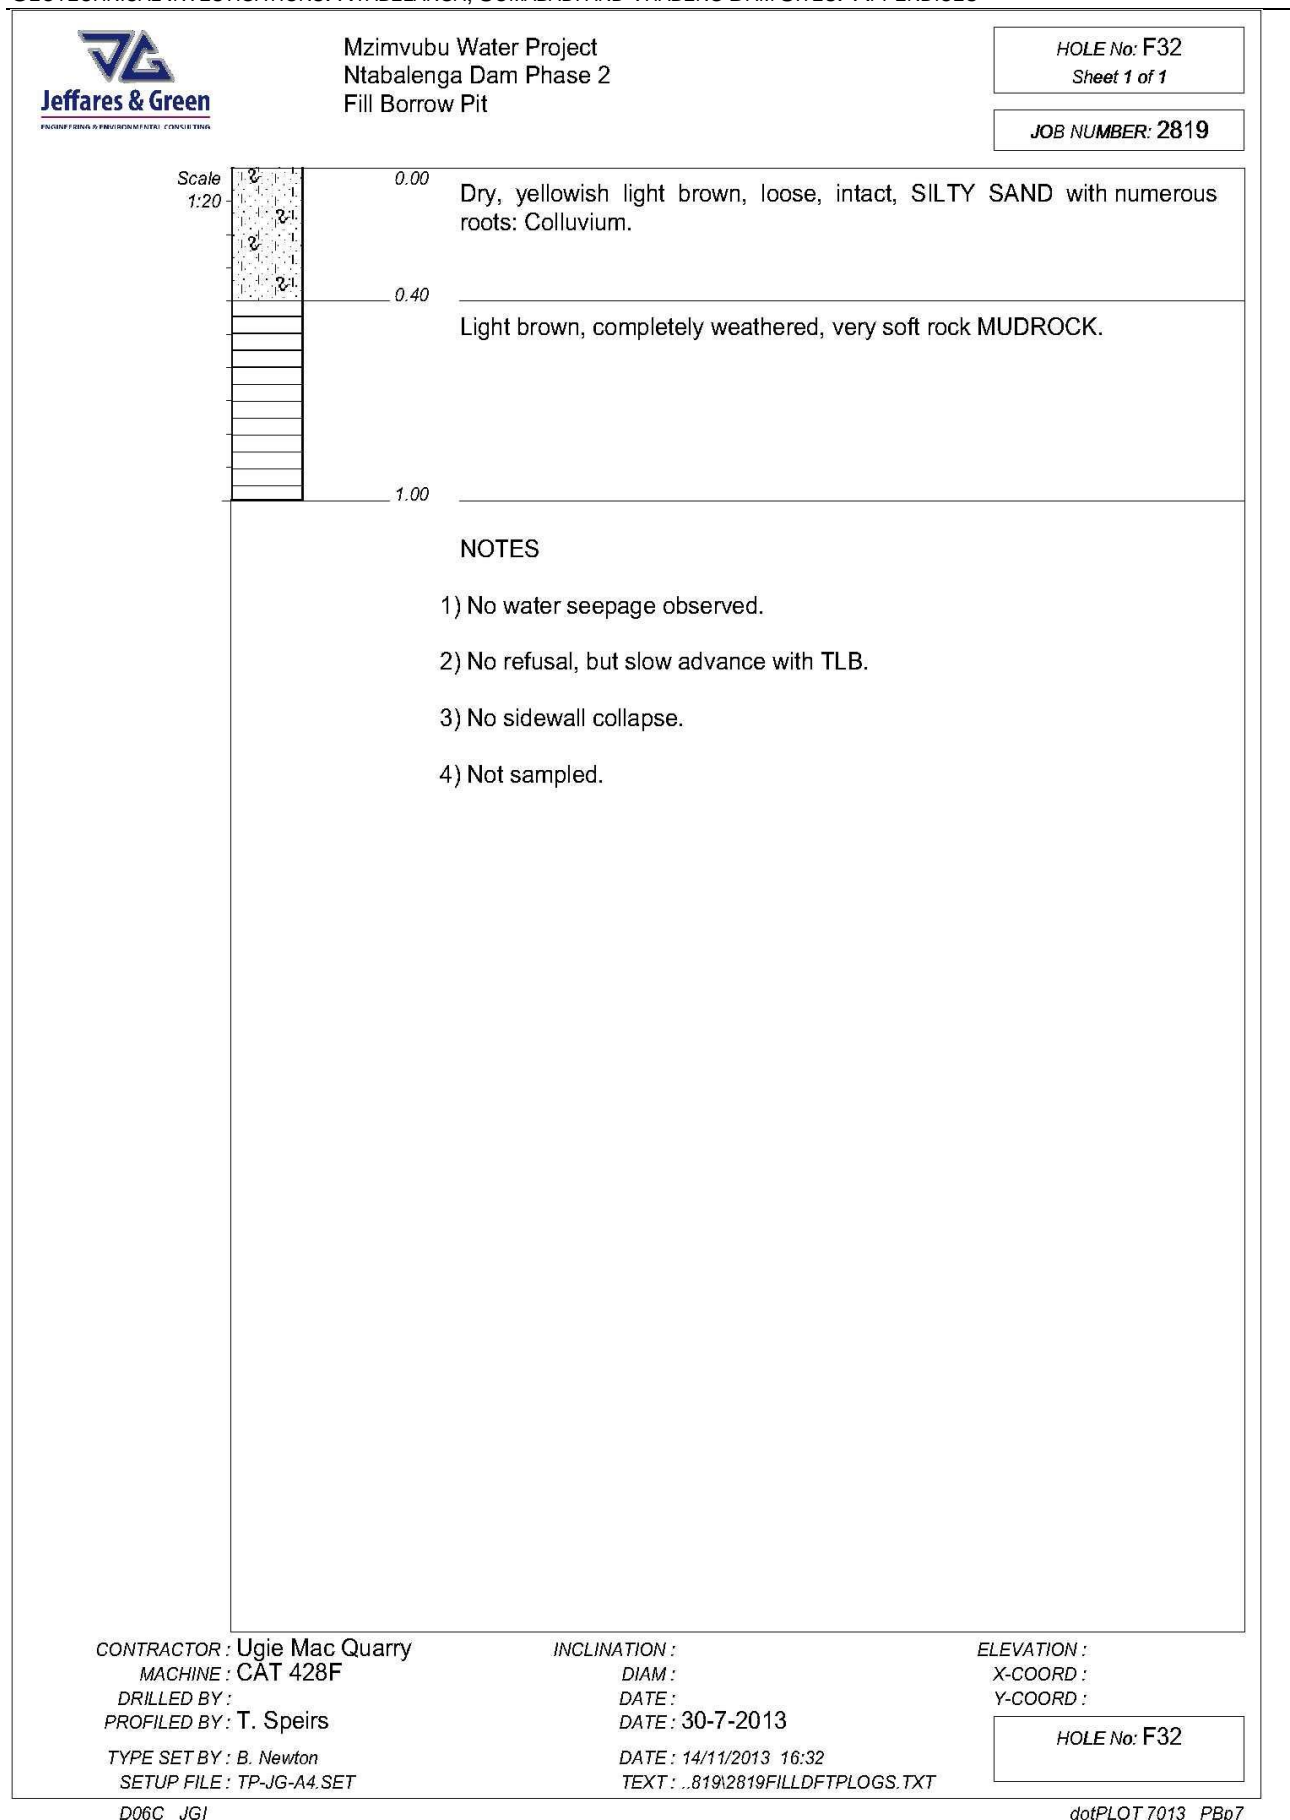 Jeffares & Green
ENGINEERING & ENVIRONMENTAL CONSULTING
Mzimvubu Water Project
Ntabalenga Dam Phase 2
Fill Borrow Pit
HOLE No: F32
Sheet 1 of 1
JOB NUMBER: 2819
Scale
1:20
0.00
Dry, yellowish light brown, loose, intact, SILTY SAND with numerous
roots: Colluvium.
0.40
Light brown, completely weathered, very soft rock MUDROCK.
1.00
NOTES
1) No water seepage observed.
2) No refusal, but slow advance with TLB.
3) No sidewall collapse.
4) Not sampled.
CONTRACTOR : Ugie Mac Quarry
MACHINE : CAT 428F
DRILLED BY :
PROFILED BY : T. Speirs
TYPE SET BY : B. Newton
SETUP FILE : TP-JG-A4.SET
INCLINATION :
DIAM :
DATE :
DATE : 30-7-2013
DATE : 14/11/2013 16:32
TEXT : ..819\2819FILLDFTPLOGS.TXT
ELEVATION :
X-COORD :
Y-COORD :
HOLE No: F32
D06C JGI
dotPLOT 7013 PBp7